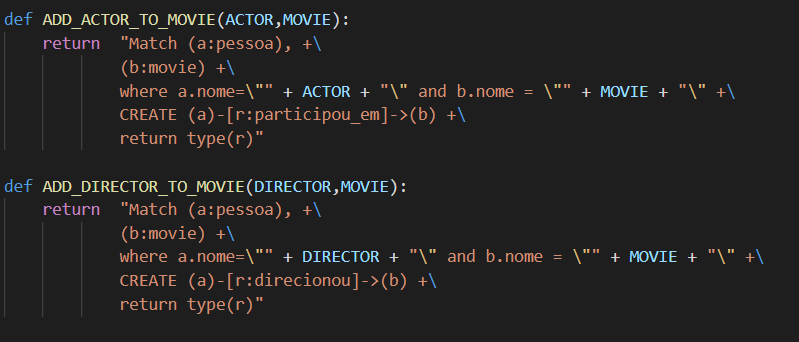 def ADD_ACTOR_TO_MOVIE(ACTOR,MOVIE):
    return  "Match (a:pessoa), +\
            (b:movie) +\
            where a.nome=\"" + ACTOR + "\" and b.nome = \"" + MOVIE + "\" +\
            CREATE (a)-[r:participou_em]->(b) +\
            return type(r)"

def ADD_DIRECTOR_TO_MOVIE(DIRECTOR,MOVIE):
    return  "Match (a:pessoa), +\
            (b:movie) +\
            where a.nome=\"" + DIRECTOR + "\" and b.nome = \"" + MOVIE + "\" +\
            CREATE (a)-[r:direcionou]->(b) +\
            return type(r)"